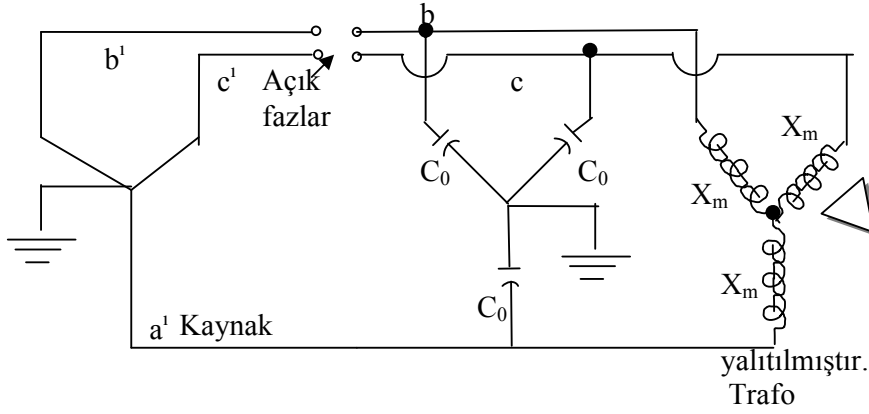 b
b¹
c¹
Açık
fazlar
c
C₀
C₀
C₀
Xₘ
Xₘ
Xₘ
a¹ Kaynak
yalıtılmıştır.
Trafo